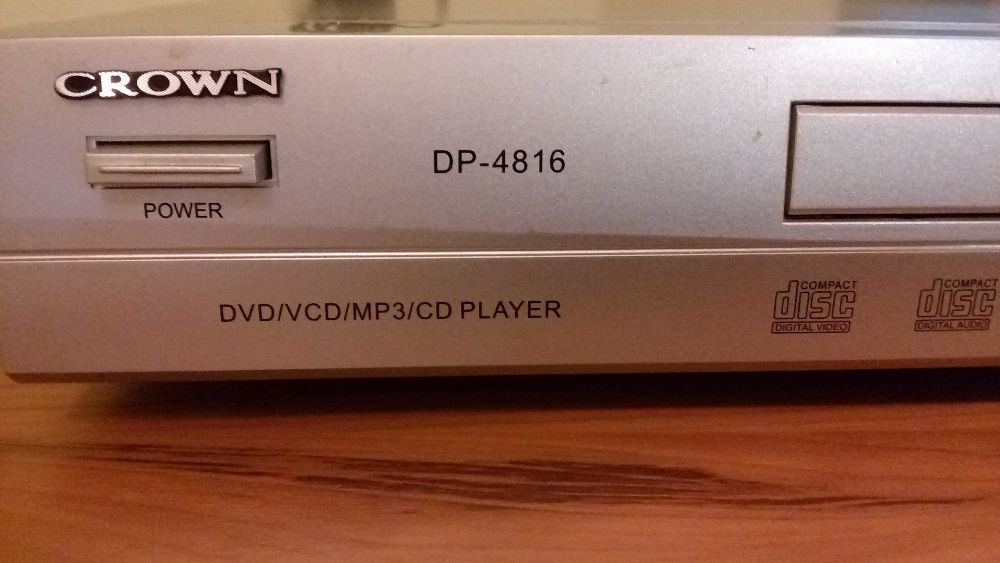 CROWN
POWER
DP-4816
DVD/VCD/MP3/CD PLAYER
COMPACT
disc
DIGITAL VIDEO
COMPACT
disc
DIGITAL AUDIO